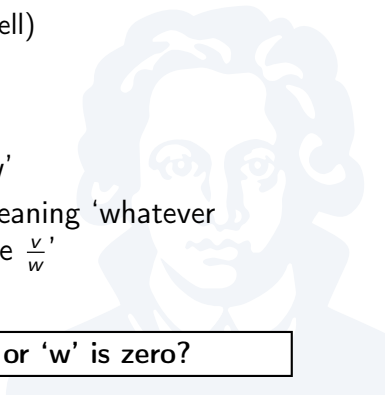 ell)
’
eaning ‘whatever
e v/w’
or ‘w’ is zero?